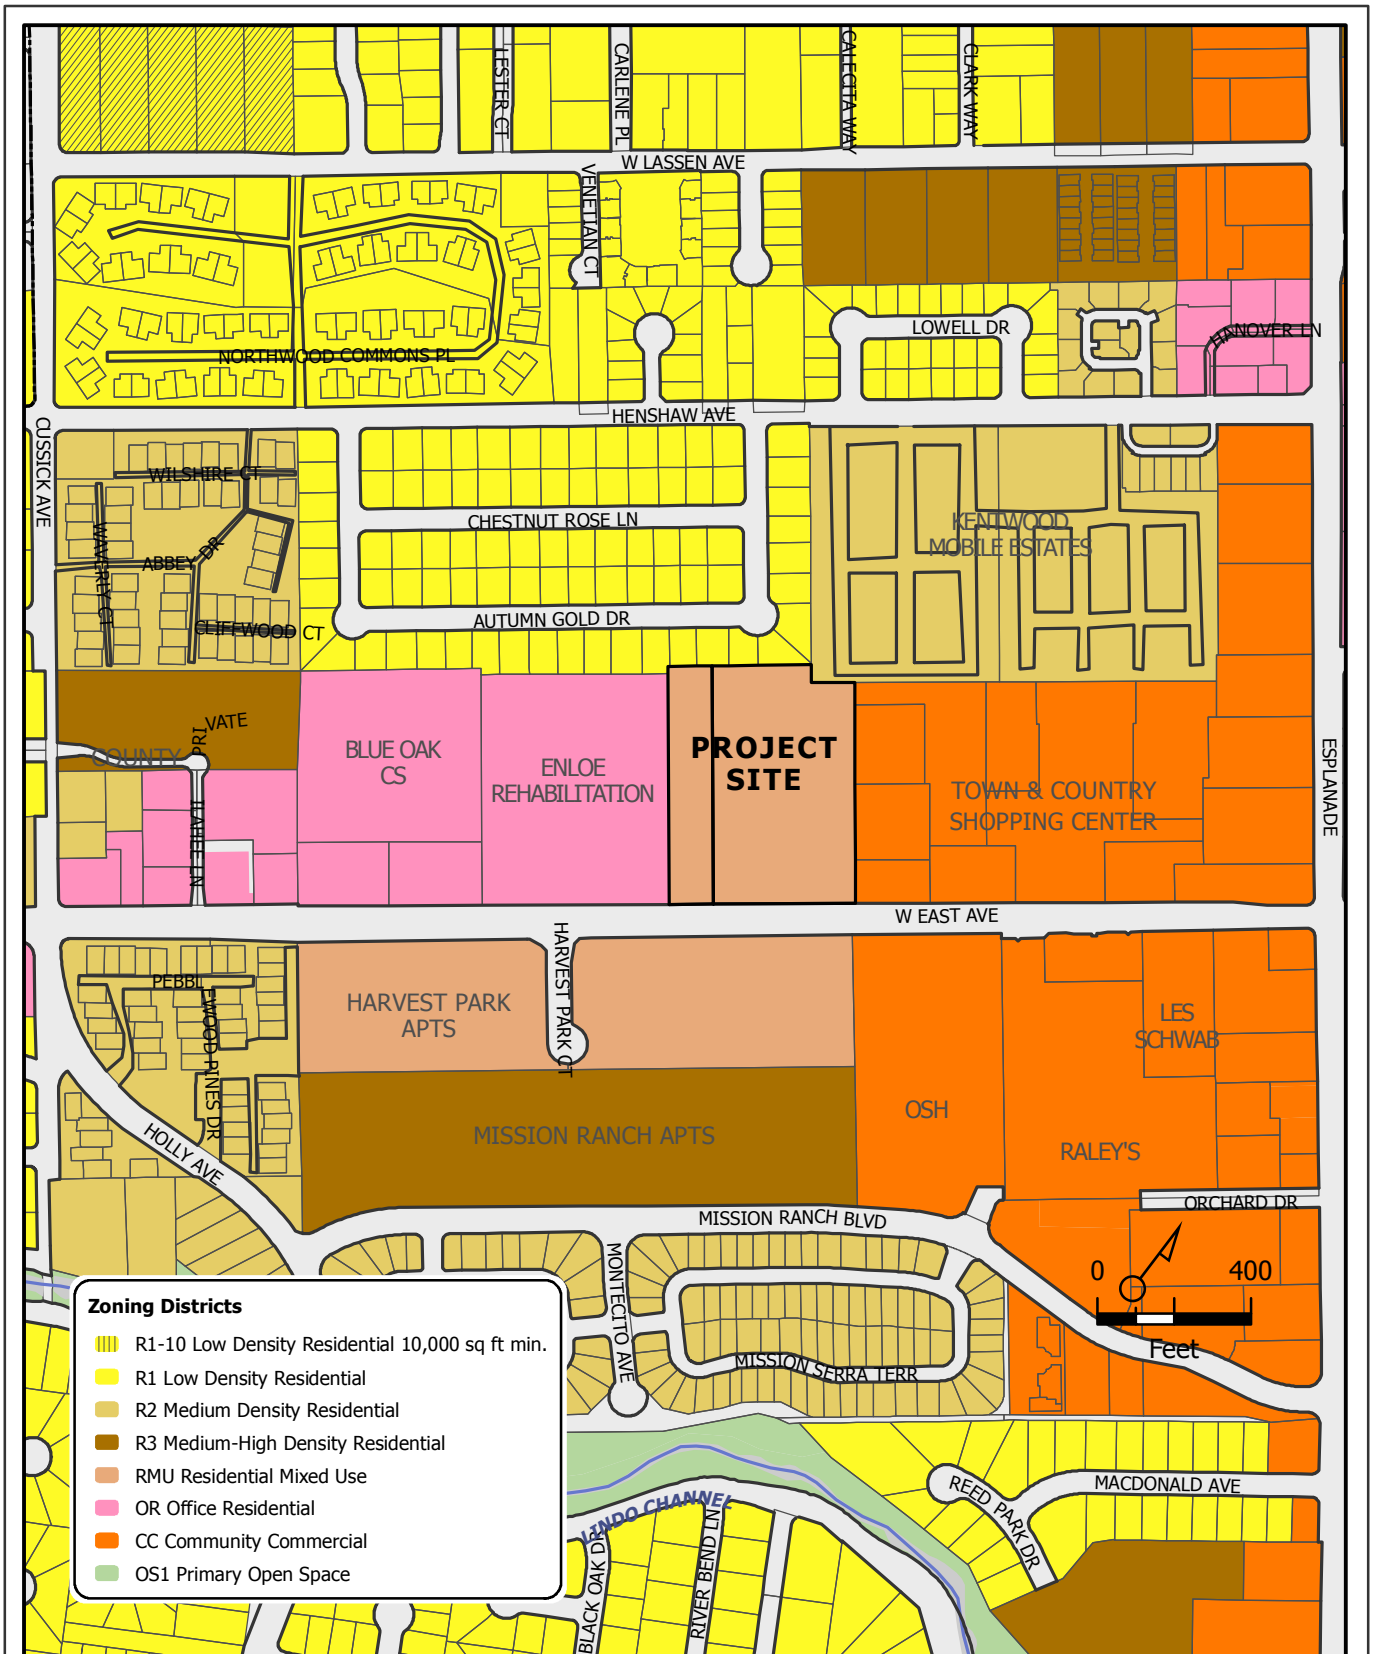 LESTER CT
CARLENE PL
CALECITA WAY
CLARK WAY
W LASSEN AVE
VENETIAN CT
LOWELL DR
HANOVER LN
NORTHWOOD COMMONS PL
HENSHAW AVE
CUSSICK AVE
WILSHIRE CT
CHESTNUT ROSE LN
KENTWOOD
MOBILE ESTATES
WAVERLY CT
ABBEY DR
AUTUMN GOLD DR
CLIFFWOOD CT
PRIVATE
COUNTY
BLUE OAK
CS
ENLOE
REHABILITATION
PROJECT
SITE
TOWN & COUNTRY
SHOPPING CENTER
ESPLANADE
ILAHEE LN
W EAST AVE
HARVEST PARK CT
PEBBLEWOOD PINES DR
HARVEST PARK
APTS
LES
SCHWAB
OSH
MISSION RANCH APTS
RALEY'S
HOLLY AVE
ORCHARD DR
MISSION RANCH BLVD
MONTECITO AVE
0 400
Feet
MISSION SERRA TERR
Zoning Districts
R1-10 Low Density Residential 10,000 sq ft min.
R1 Low Density Residential
R2 Medium Density Residential
R3 Medium-High Density Residential
RMU Residential Mixed Use
OR Office Residential
CC Community Commercial
OS1 Primary Open Space
LINDO CHANNEL
REED PARK DR
MACDONALD AVE
BLACK OAK DR
RIVER BEND LN